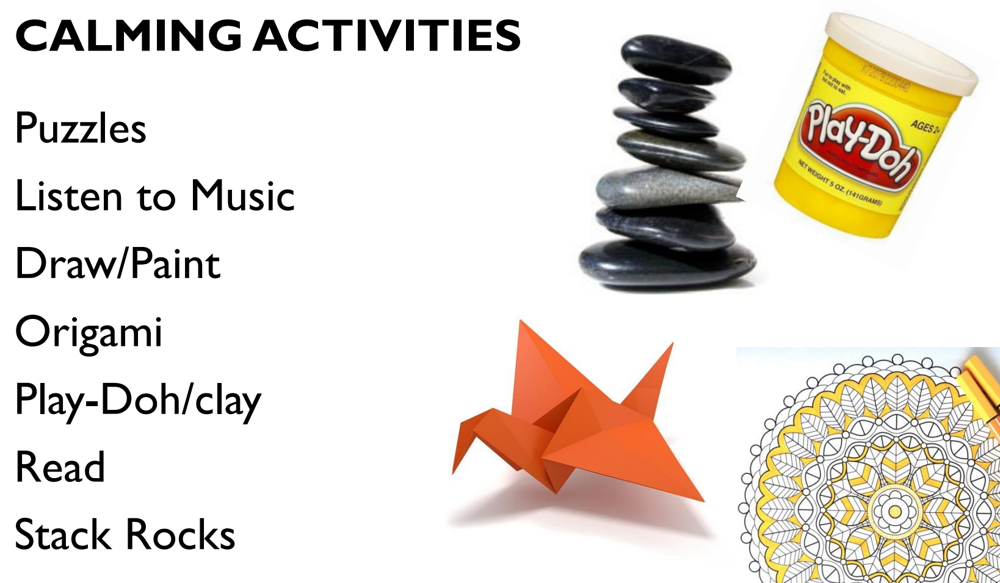 CALMING ACTIVITIES
Puzzles
Listen to Music
Draw/Paint
Origami
Play-Doh/clay
Read
Stack Rocks
Fun to play with
but not to eat.
AGES 2+
Play-Doh
MODELING COMPOUND
NET WEIGHT 5 OZ. (141GRAMS)